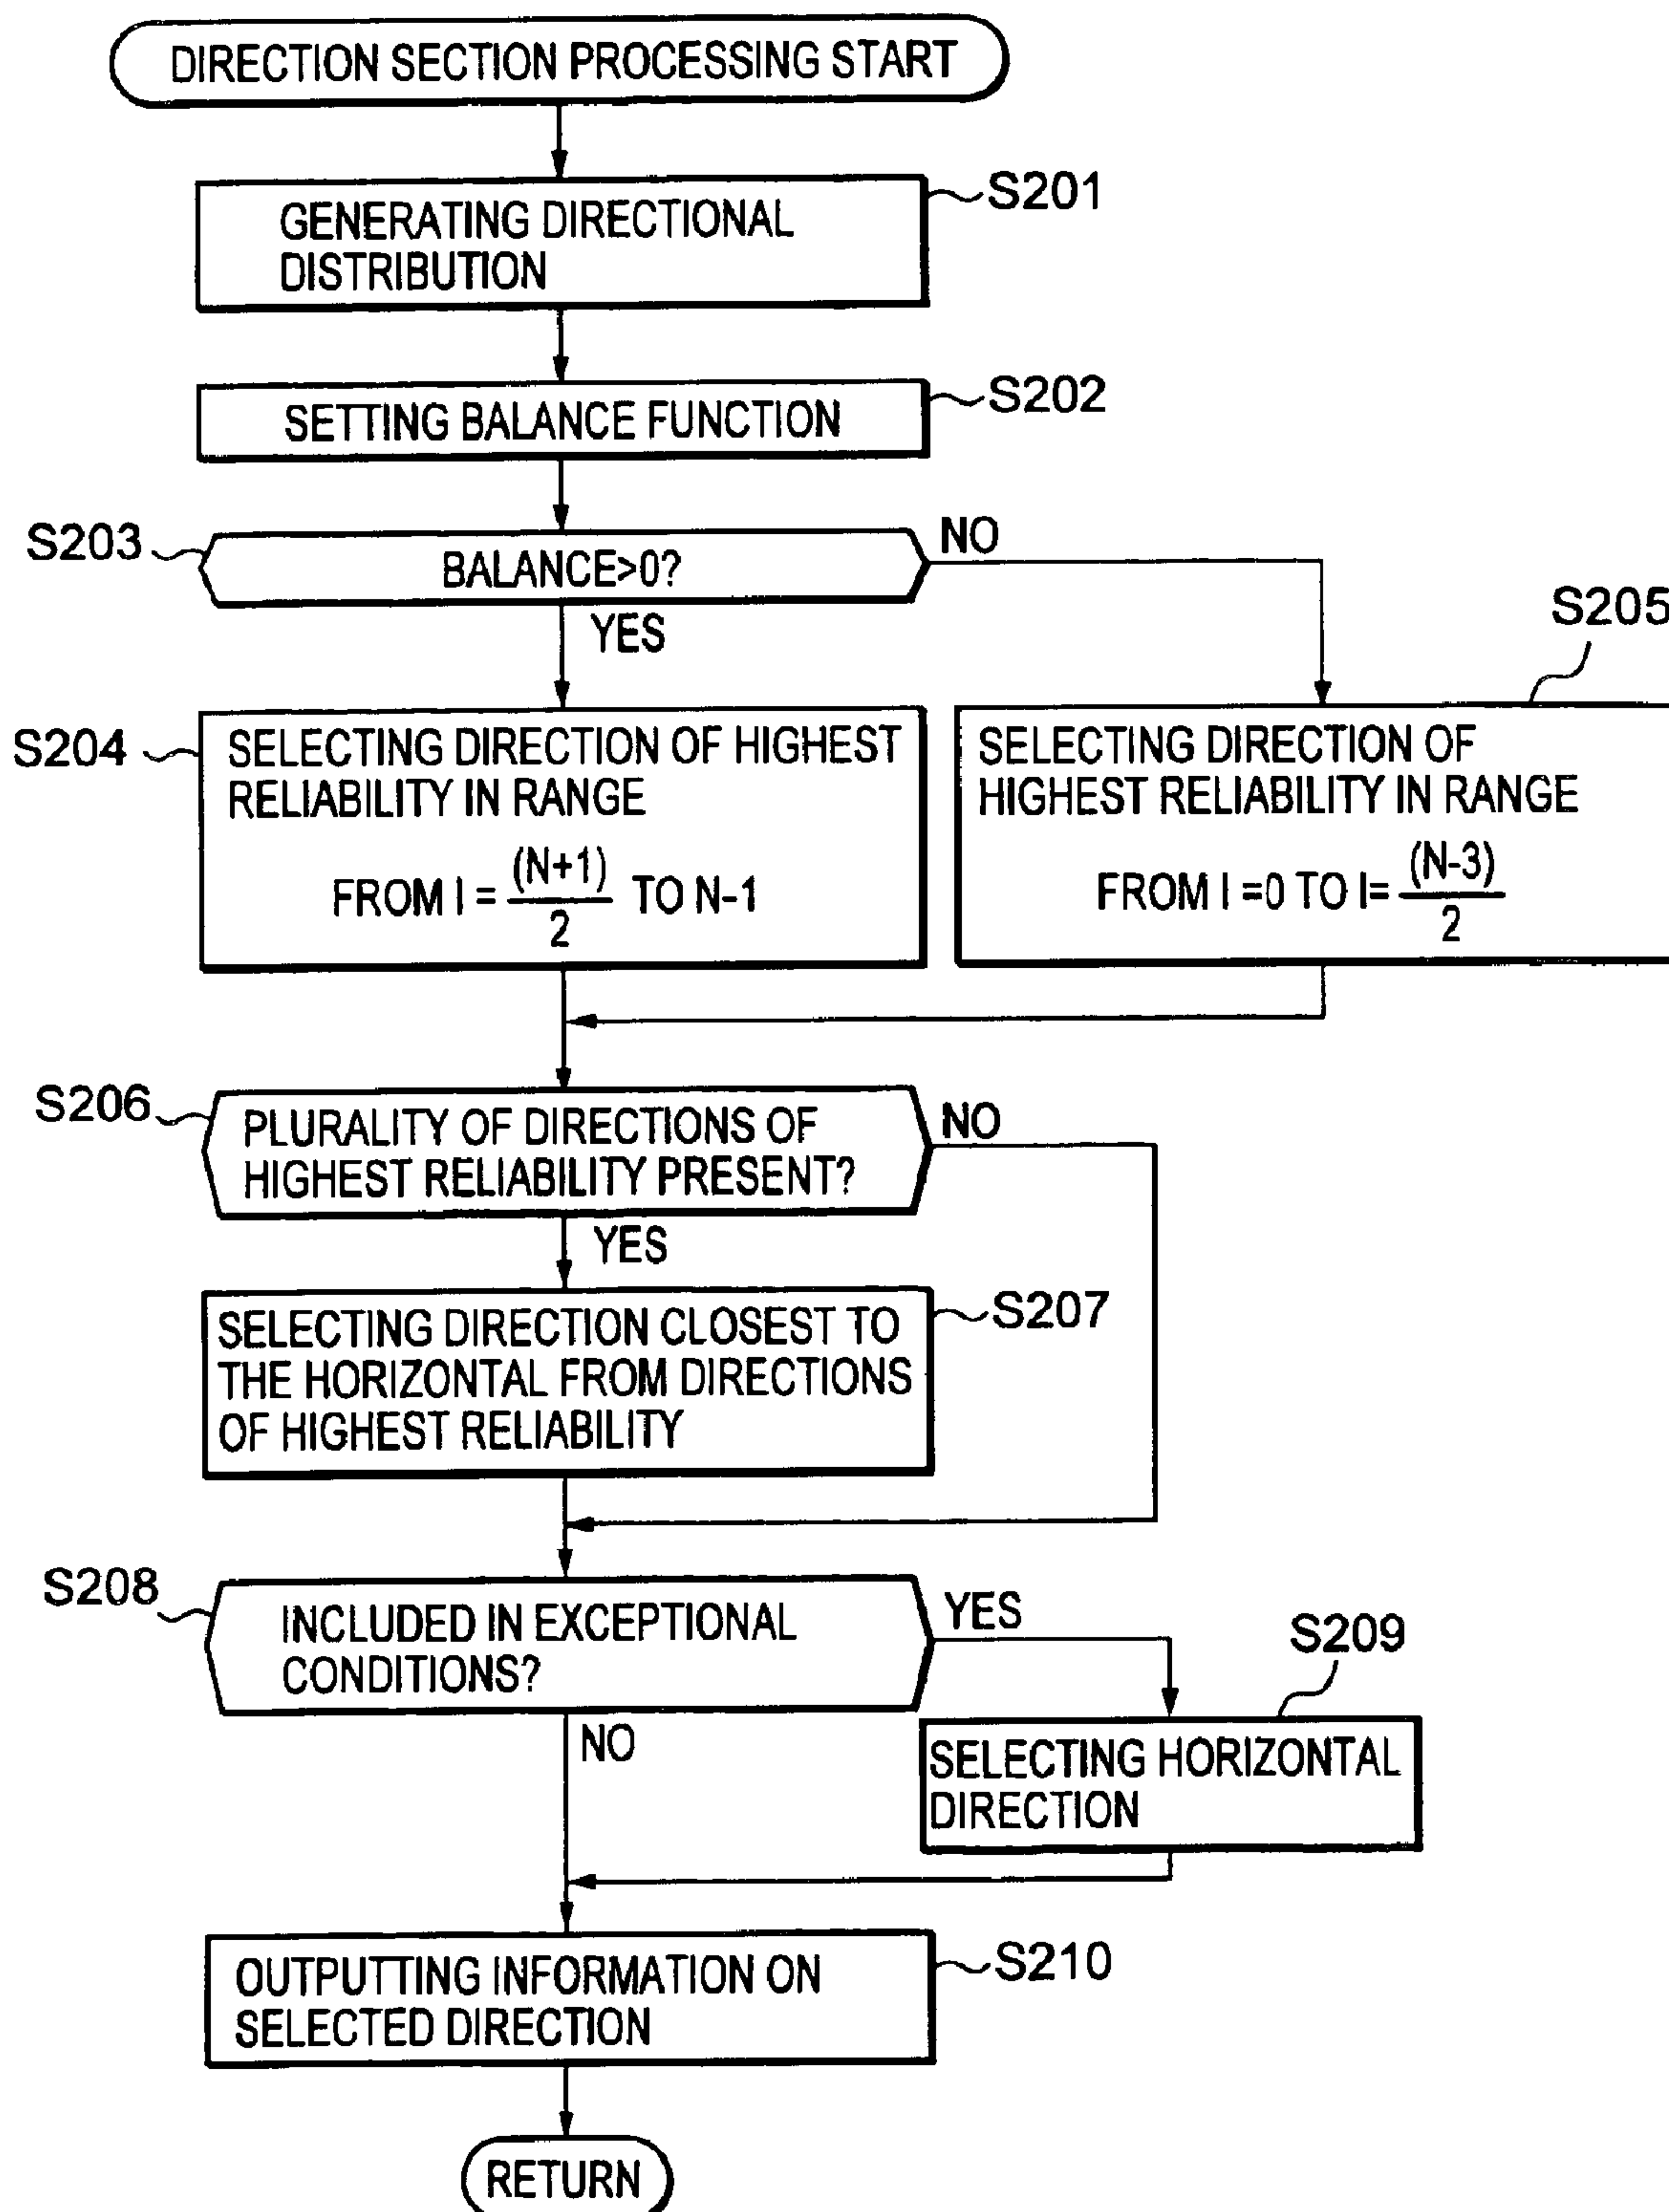 DIRECTION SECTION PROCESSING START
S201
GENERATING DIRECTIONAL
DISTRIBUTION
S202
SETTING BALANCE FUNCTION
S203
BALANCE>0?
NO
YES
S204
SELECTING DIRECTION OF HIGHEST
RELIABILITY IN RANGE
FROM I = (N+1)/2 TO N-1
S205
SELECTING DIRECTION OF
HIGHEST RELIABILITY IN RANGE
FROM I =0 TO I= (N-3)/2
S206
PLURALITY OF DIRECTIONS OF
HIGHEST RELIABILITY PRESENT?
NO
YES
S207
SELECTING DIRECTION CLOSEST TO
THE HORIZONTAL FROM DIRECTIONS
OF HIGHEST RELIABILITY
S208
INCLUDED IN EXCEPTIONAL
CONDITIONS?
YES
NO
S209
SELECTING HORIZONTAL
DIRECTION
S210
OUTPUTTING INFORMATION ON
SELECTED DIRECTION
RETURN